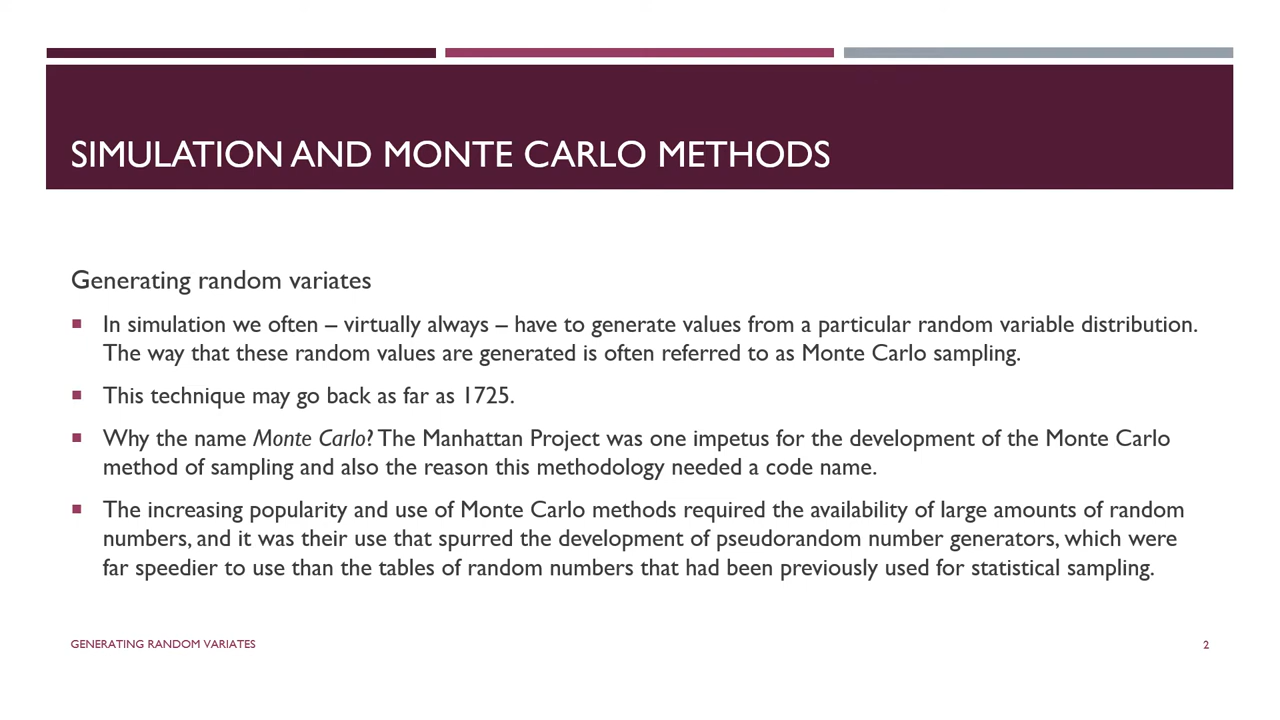 SIMULATION AND MONTE CARLO METHODS
Generating random variates
▪ In simulation we often – virtually always – have to generate values from a particular random variable distribution.
The way that these random values are generated is often referred to as Monte Carlo sampling.
▪ This technique may go back as far as 1725.
▪ Why the name Monte Carlo? The Manhattan Project was one impetus for the development of the Monte Carlo
method of sampling and also the reason this methodology needed a code name.
▪ The increasing popularity and use of Monte Carlo methods required the availability of large amounts of random
numbers, and it was their use that spurred the development of pseudorandom number generators, which were
far speedier to use than the tables of random numbers that had been previously used for statistical sampling.
GENERATING RANDOM VARIATES
2